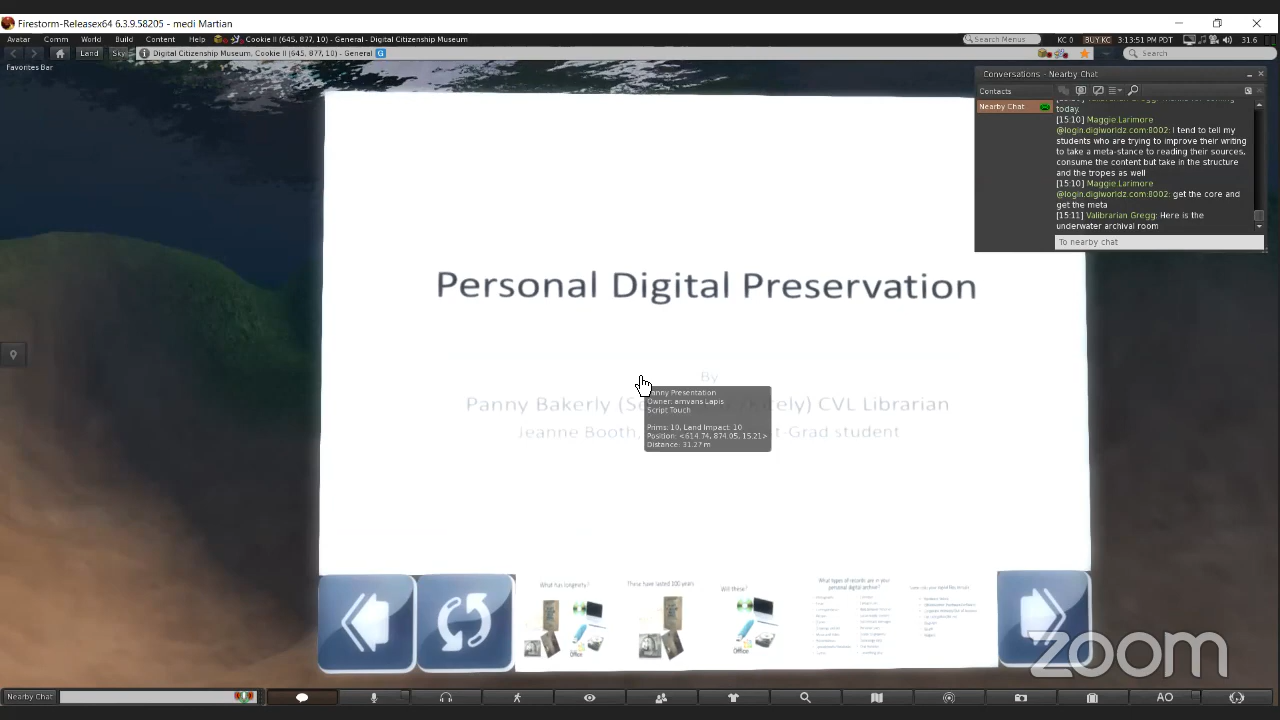 Firestorm-Releasex64 6.3.9.58205 - medi Martian
Avatar Comm World Build Content Help Cookie II (645, 877, 10) - General - Digital Citizenship Museum
Search Menus KC 0 BUY KC 3:13:51 PM PDT 31.6
Land Digital Citizenship Museum, Cookie II (645, 877, 10) - General G Search
Favorites Bar
Conversations - Nearby Chat
Contacts
Nearby Chat
today.
[15:10] Maggie.Larimore
@login.digiworldz.com:8002: I tend to tell my
students who are trying to improve their writing
to take a meta-stance to reading their sources,
consume the content but take in the structure
and the tropes as well
[15:10] Maggie.Larimore
@login.digiworldz.com:8002: get the core and
get the meta
[15:11] Valibrarian Gregg: Here is the
underwater archival room
To nearby chat
Personal Digital Preservation
By
Panny Bakerly CVL Librarian
Jeanne Booth, t-Grad student
anny Presentation
Owner: amvans Lapis
Script Touch
Prims: 10, Land Impact: 10
Position: <614.74, 874.05, 15.21>
Distance: 31.27 m
What has longevity?
These have lasted 100 years
Will these?
What types of records are in your
personal digital archive?
Office
Office
zoom
Nearby Chat
AO